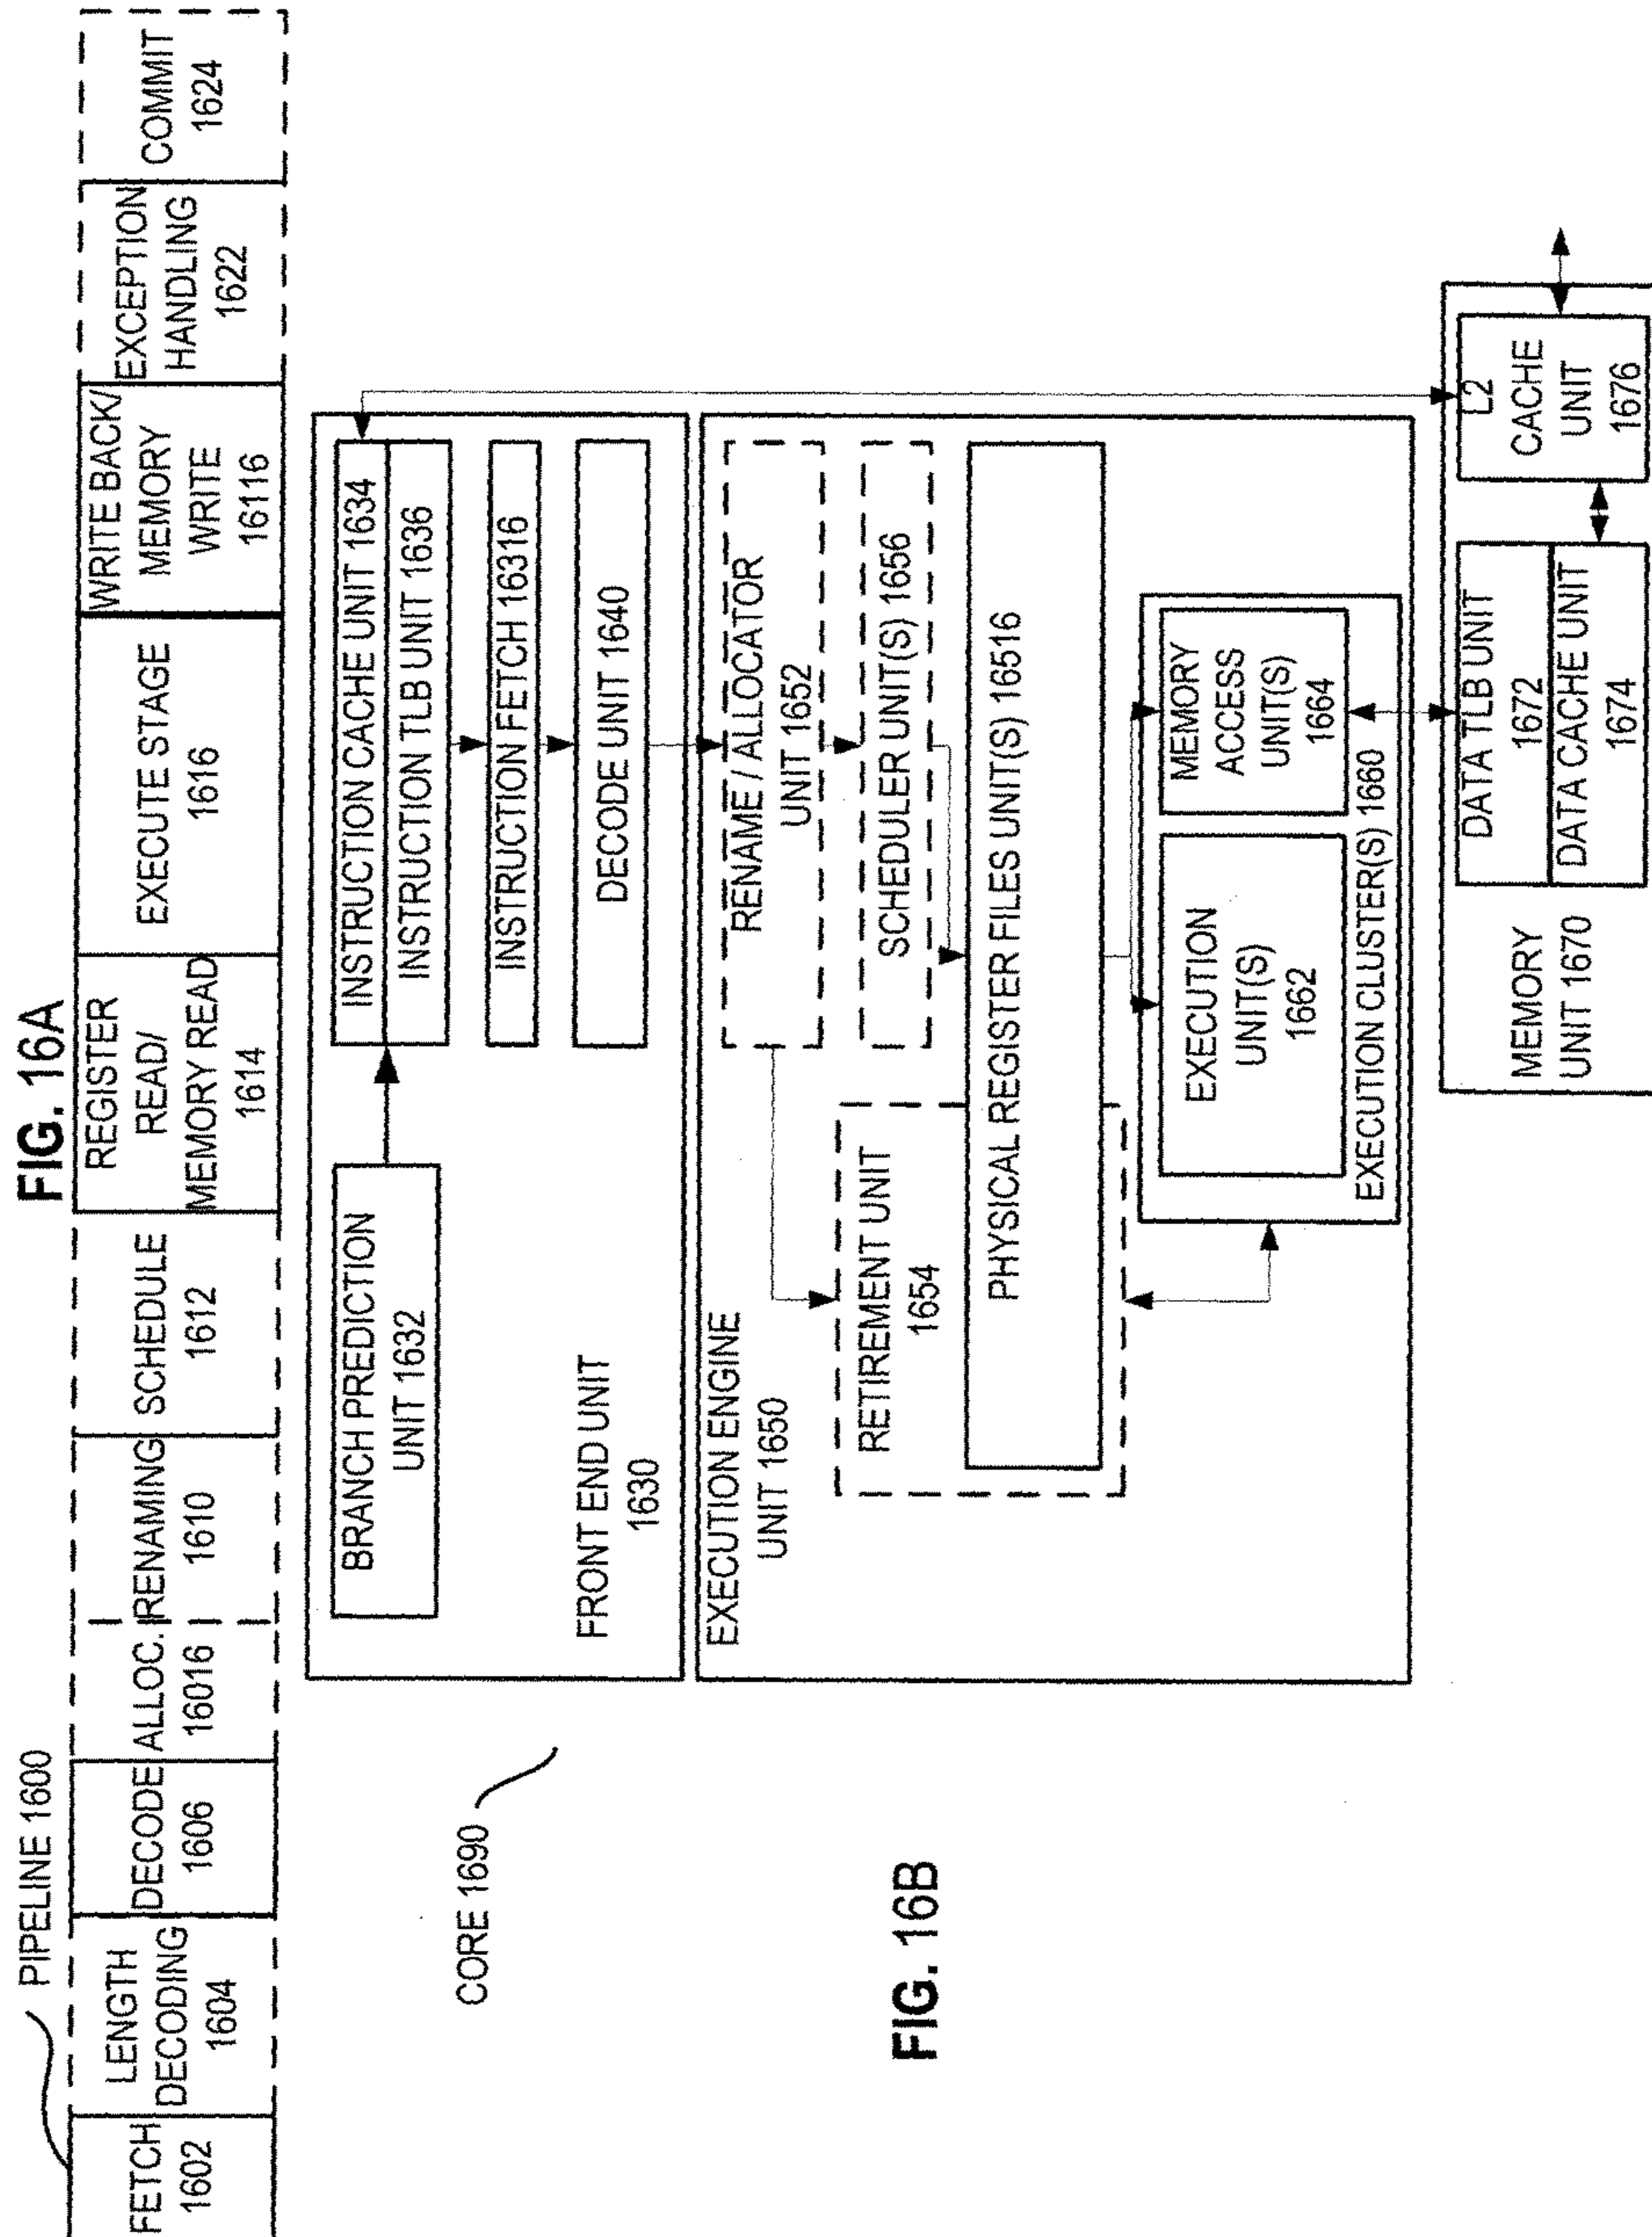 FIG. 16A
PIPELINE 1600
FETCH
1602
LENGTH
DECODING
1604
DECODE
1606
ALLOC.
16016
RENAMING
1610
SCHEDULE
1612
REGISTER
READ/
MEMORY READ
1614
EXECUTE STAGE
1616
WRITE BACK/
MEMORY
WRITE
16116
EXCEPTION
HANDLING
1622
COMMIT
1624
CORE 1690
FRONT END UNIT
1630
BRANCH PREDICTION
UNIT 1632
INSTRUCTION CACHE UNIT 1634
INSTRUCTION TLB UNIT 1636
INSTRUCTION FETCH 16316
DECODE UNIT 1640
EXECUTION ENGINE
UNIT 1650
RENAME / ALLOCATOR
UNIT 1652
SCHEDULER UNIT(S) 1656
RETIREMENT UNIT
1654
PHYSICAL REGISTER FILES UNIT(S) 16516
EXECUTION
UNIT(S)
1662
MEMORY
ACCESS
UNIT(S)
1664
EXECUTION CLUSTER(S) 1660
MEMORY
UNIT 1670
DATA TLB UNIT
1672
DATA CACHE UNIT
1674
L2
CACHE
UNIT
1676
FIG. 16B